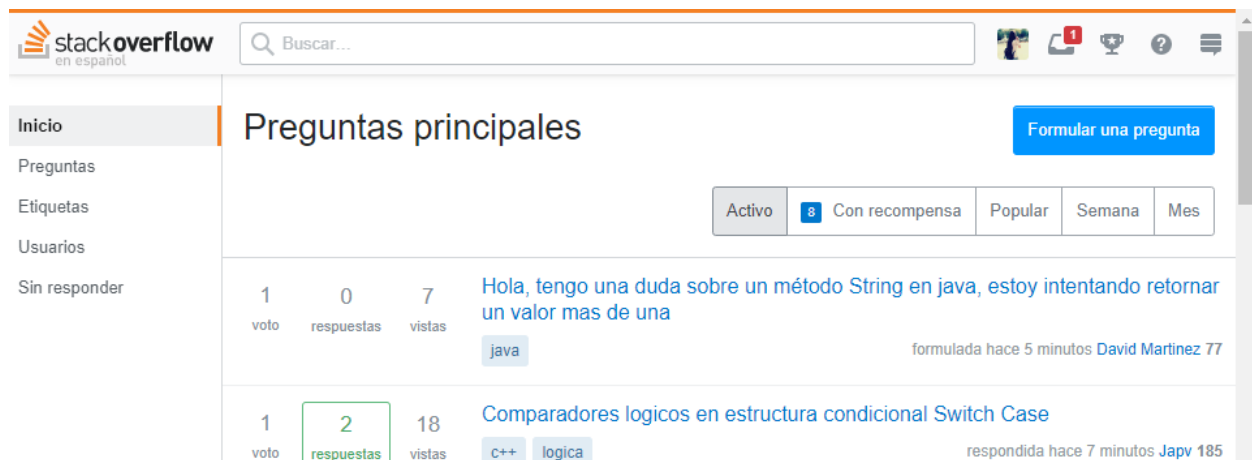 stackoverflow
en español
Buscar...
1
Inicio
Preguntas
Etiquetas
Usuarios
Sin responder
Preguntas principales
Formular una pregunta
Activo
8 Con recompensa
Popular
Semana
Mes
1
voto
0
respuestas
7
vistas
Hola, tengo una duda sobre un método String en java, estoy intentando retornar
un valor mas de una
java
formulada hace 5 minutos David Martinez 77
1
voto
2
respuestas
18
vistas
Comparadores logicos en estructura condicional Switch Case
c++ logica
respondida hace 7 minutos Japv 185